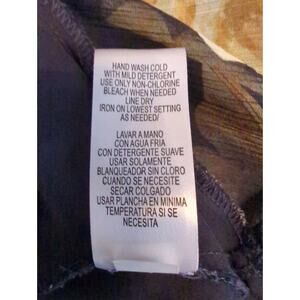 HAND WASH COLD
WITH MILD DETERGENT
USE ONLY NON-CHLORINE
BLEACH WHEN NEEDED
LINE DRY
IRON ON LOWEST SETTING
AS NEEDED/
LAVAR A MANO
CON AGUA FRIA
CON DETERGENTE SUAVE
USAR SOLAMENTE
BLANQUEADOR SIN CLORO
CUANDO SE NECESITE
SECAR COLGADO
USAR PLANCHA EN MINIMA
TEMPERATURA SI SE
NECESITA